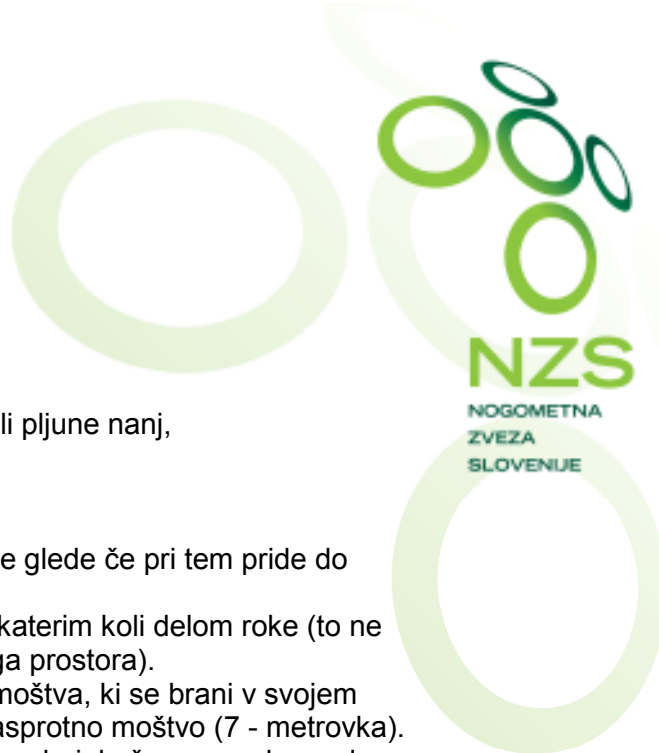 NZS
NOGOMETNA
ZVEZA
SLOVENIJE
li pljune nanj,
e glede če pri tem pride do
katerim koli delom roke (to ne
ga prostora).
moštva, ki se brani v svojem
asprotno moštvo (7 - metrovka).